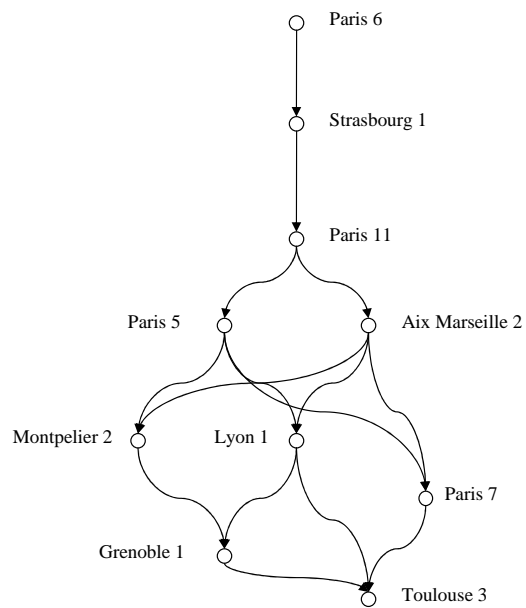 Paris 6
Strasbourg 1
Paris 11
Paris 5
Aix Marseille 2
Montpelier 2
Lyon 1
Paris 7
Grenoble 1
Toulouse 3